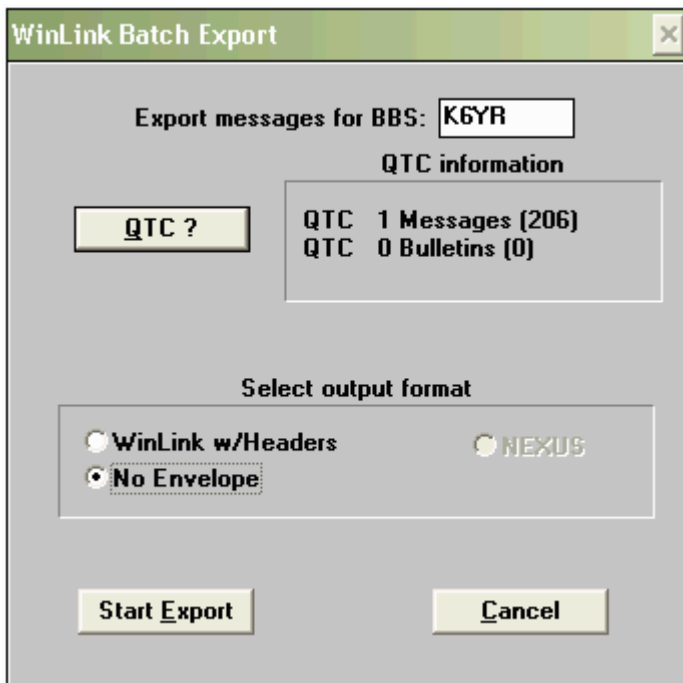 WinLink Batch Export
Export messages for BBS: K6YR
QTC information
QTC ?
QTC 1 Messages (206)
QTC 0 Bulletins (0)
Select output format
WinLink w/Headers
NEXUS
No Envelope
Start Export
Cancel